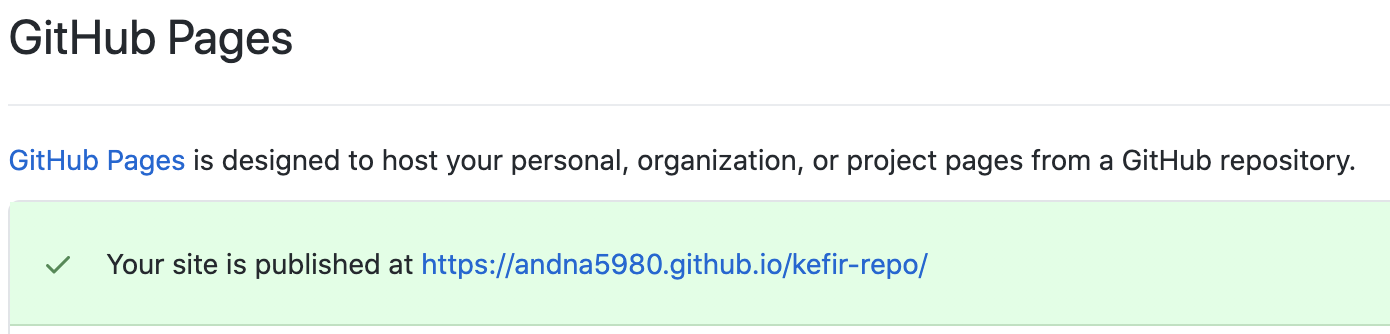 GitHub Pages
GitHub Pages is designed to host your personal, organization, or project pages from a GitHub repository.
Your site is published at https://andna5980.github.io/kefir-repo/